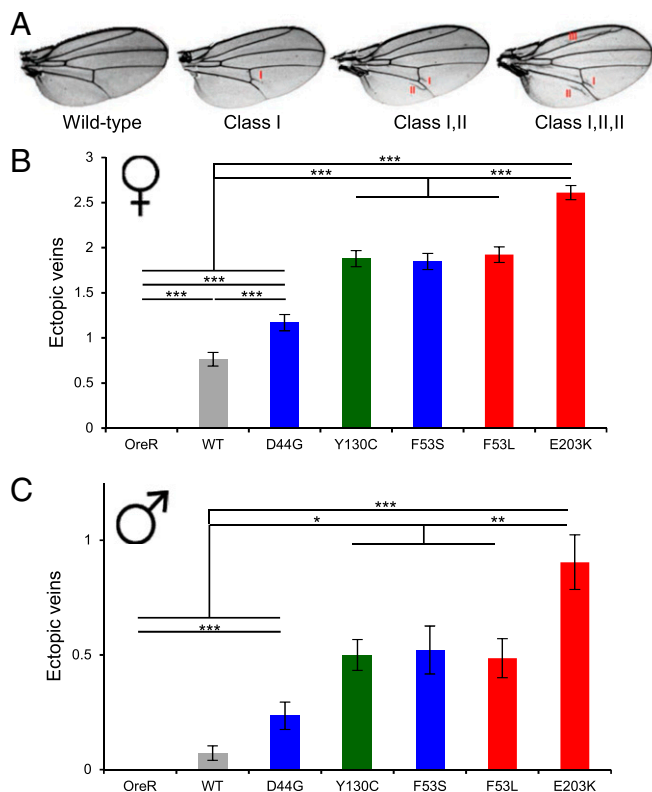 A
I
I
II
III
I
II
Wild-type
Class I
Class I,II
Class I,II,II
B
♀
Ectopic veins
3
2.5
2
1.5
1
0.5
0
***
***
***
***
***
***
OreR
WT
D44G
Y130C
F53S
F53L
E203K
C
♂
Ectopic veins
1
0.5
0
***
*
**
***
OreR
WT
D44G
Y130C
F53S
F53L
E203K